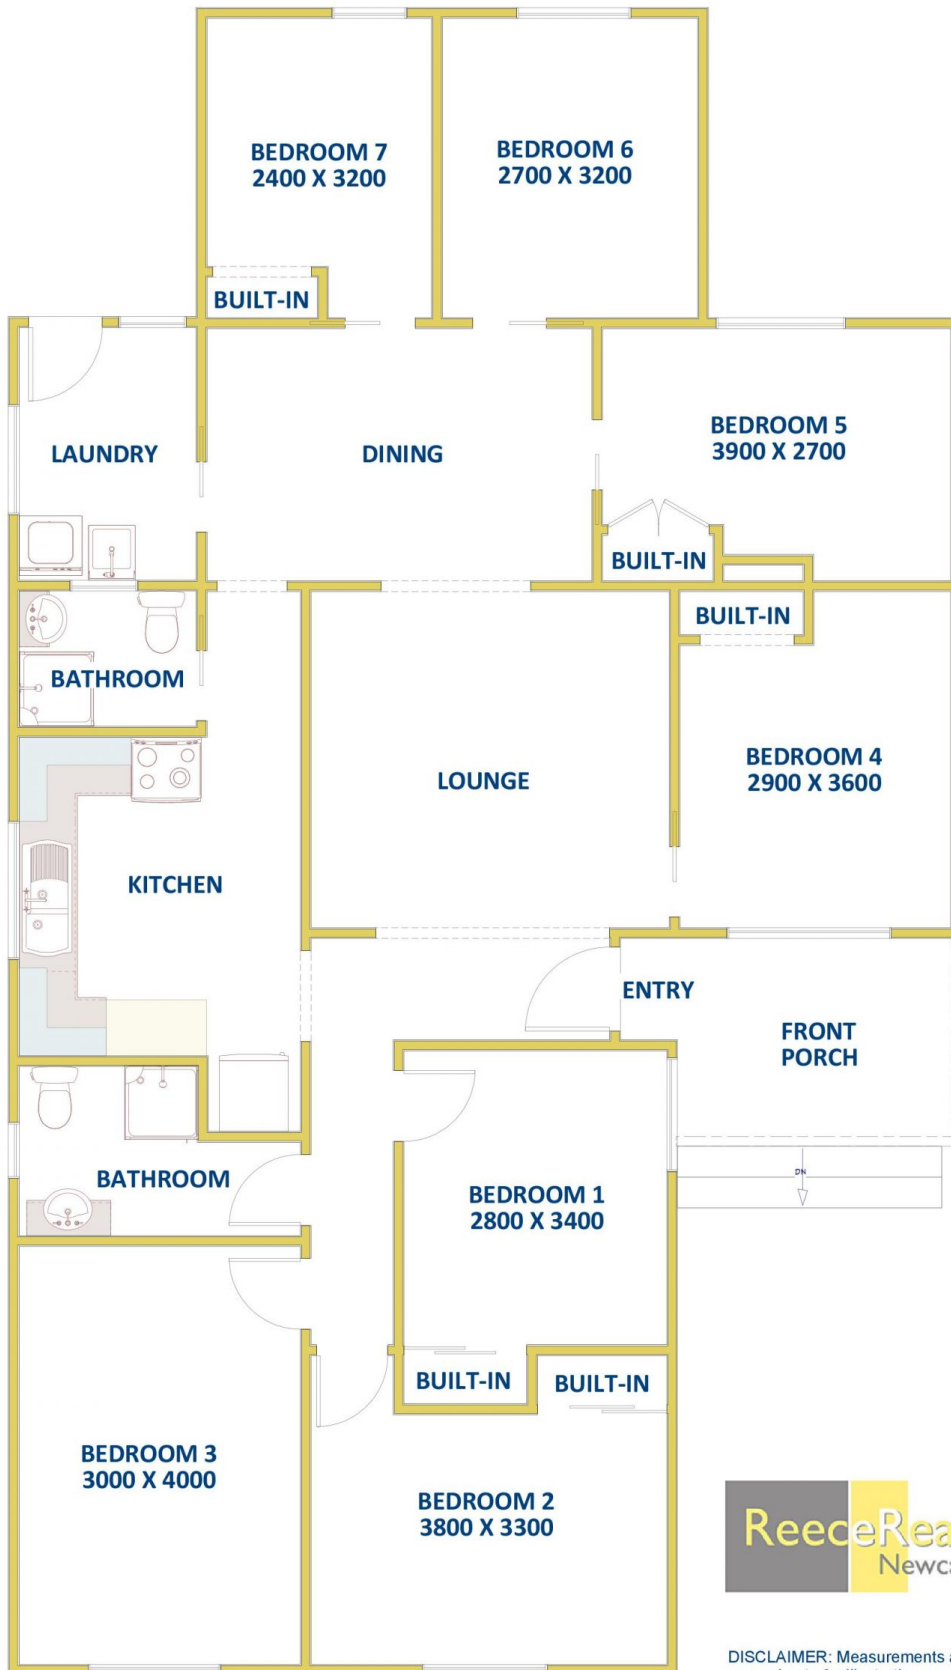 BEDROOM 7
2400 X 3200
BEDROOM 6
2700 X 3200
BUILT-IN
LAUNDRY
DINING
BEDROOM 5
3900 X 2700
BUILT-IN
BUILT-IN
BATHROOM
LOUNGE
BEDROOM 4
2900 X 3600
KITCHEN
ENTRY
FRONT
PORCH
BATHROOM
BEDROOM 1
2800 X 3400
DN
BUILT-IN
BUILT-IN
BEDROOM 3
3000 X 4000
BEDROOM 2
3800 X 3300
ReeceRea
Newca
DISCLAIMER: Measurements